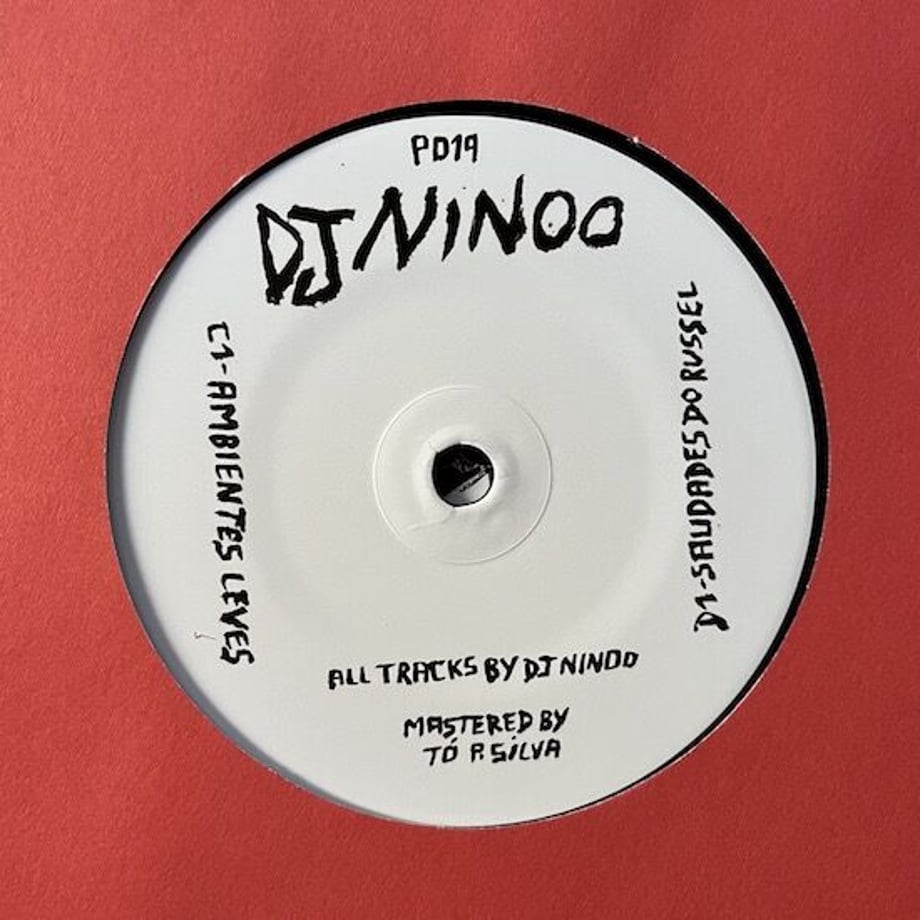 PD19
DJ NINOO
C1-AMBIENTES LEVES
D1-SAUDADES DO RUSSEL
ALL TRACKS BY DJ NINOO
MASTERED BY
TÓ P. SILVA